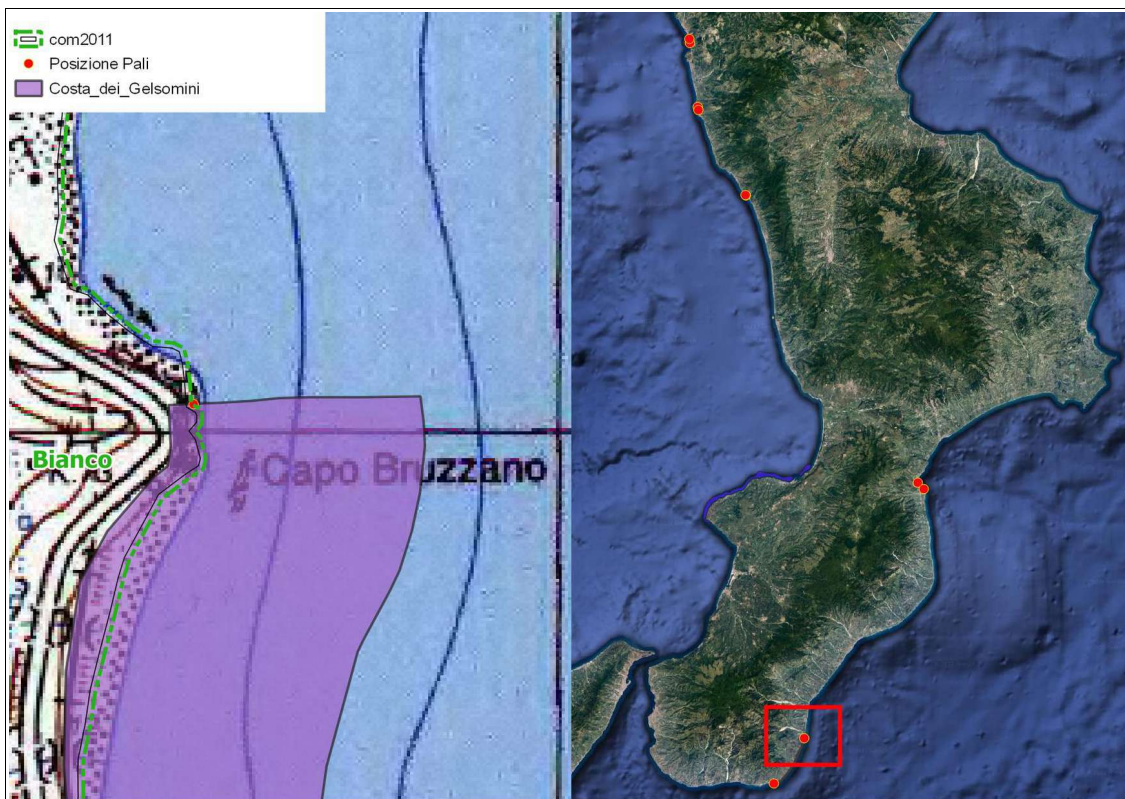 com2011
Posizione Pali
Costa_dei_Gelsomini
Bianco
Capo Bruzzano